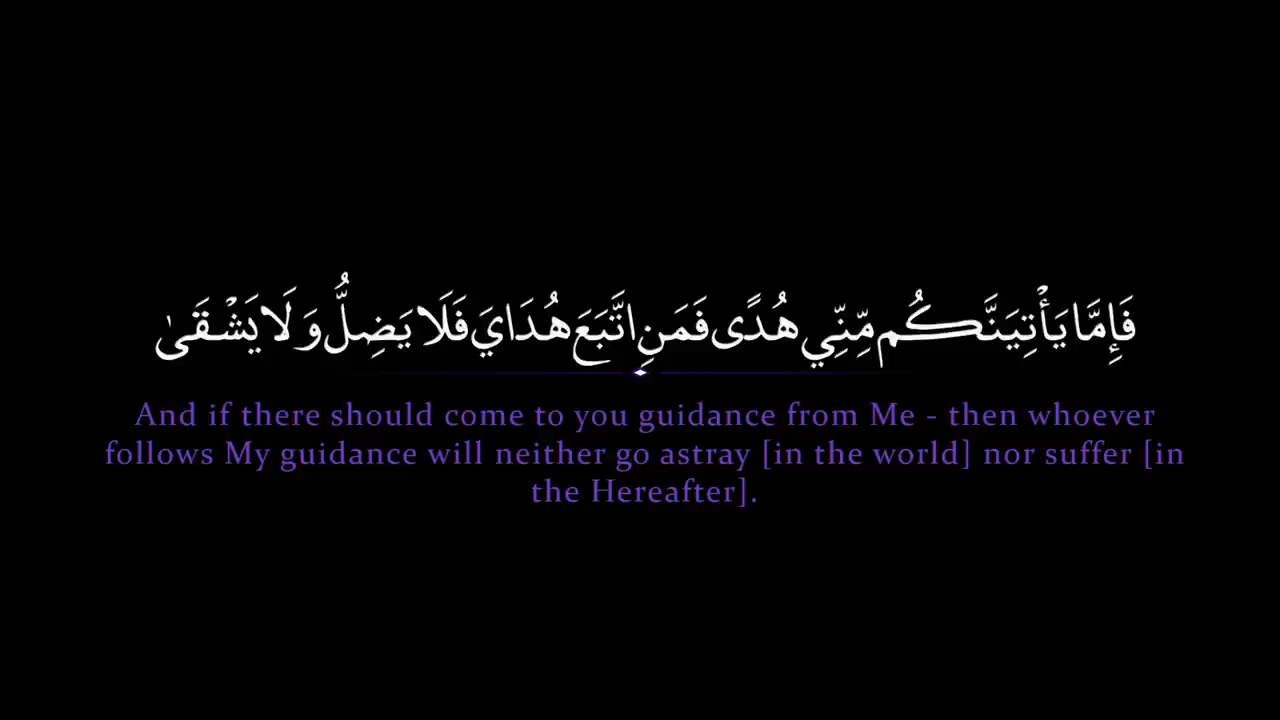 فَإِمَّا يَأْتِيَنَّكُم مِّنِّي هُدًى فَمَنِ اتَّبَعَ هُدَايَ فَلَا يَضِلُّ وَلَا يَشْقَىٰ
And if there should come to you guidance from Me - then whoever
follows My guidance will neither go astray [in the world] nor suffer [in
the Hereafter].